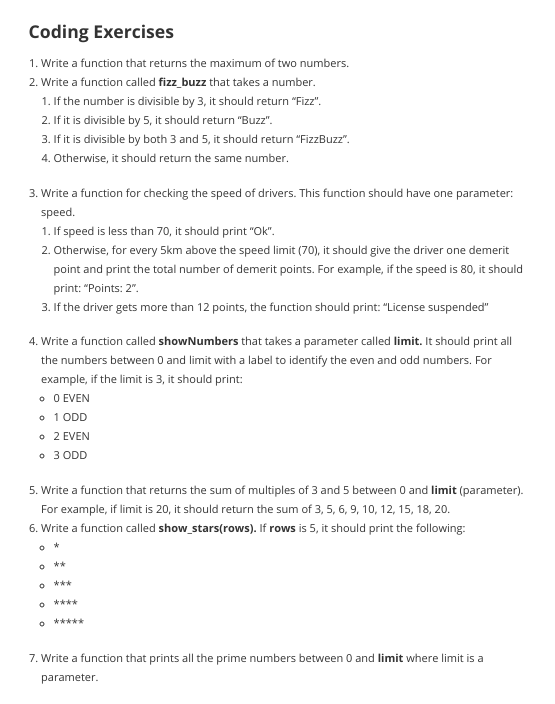 Coding Exercises
1. Write a function that returns the maximum of two numbers.
2. Write a function called fizz_buzz that takes a number.
1. If the number is divisible by 3, it should return “Fizz”.
2. If it is divisible by 5, it should return “Buzz”.
3. If it is divisible by both 3 and 5, it should return “FizzBuzz”.
4. Otherwise, it should return the same number.
3. Write a function for checking the speed of drivers. This function should have one parameter:
speed.
1. If speed is less than 70, it should print “Ok”.
2. Otherwise, for every 5km above the speed limit (70), it should give the driver one demerit
point and print the total number of demerit points. For example, if the speed is 80, it should
print: “Points: 2”.
3. If the driver gets more than 12 points, the function should print: “License suspended”
4. Write a function called showNumbers that takes a parameter called limit. It should print all
the numbers between 0 and limit with a label to identify the even and odd numbers. For
example, if the limit is 3, it should print:
0 EVEN
1 ODD
2 EVEN
3 ODD
5. Write a function that returns the sum of multiples of 3 and 5 between 0 and limit (parameter).
For example, if limit is 20, it should return the sum of 3, 5, 6, 9, 10, 12, 15, 18, 20.
6. Write a function called show_stars(rows). If rows is 5, it should print the following:
*
**
***
****
*****
7. Write a function that prints all the prime numbers between 0 and limit where limit is a
parameter.